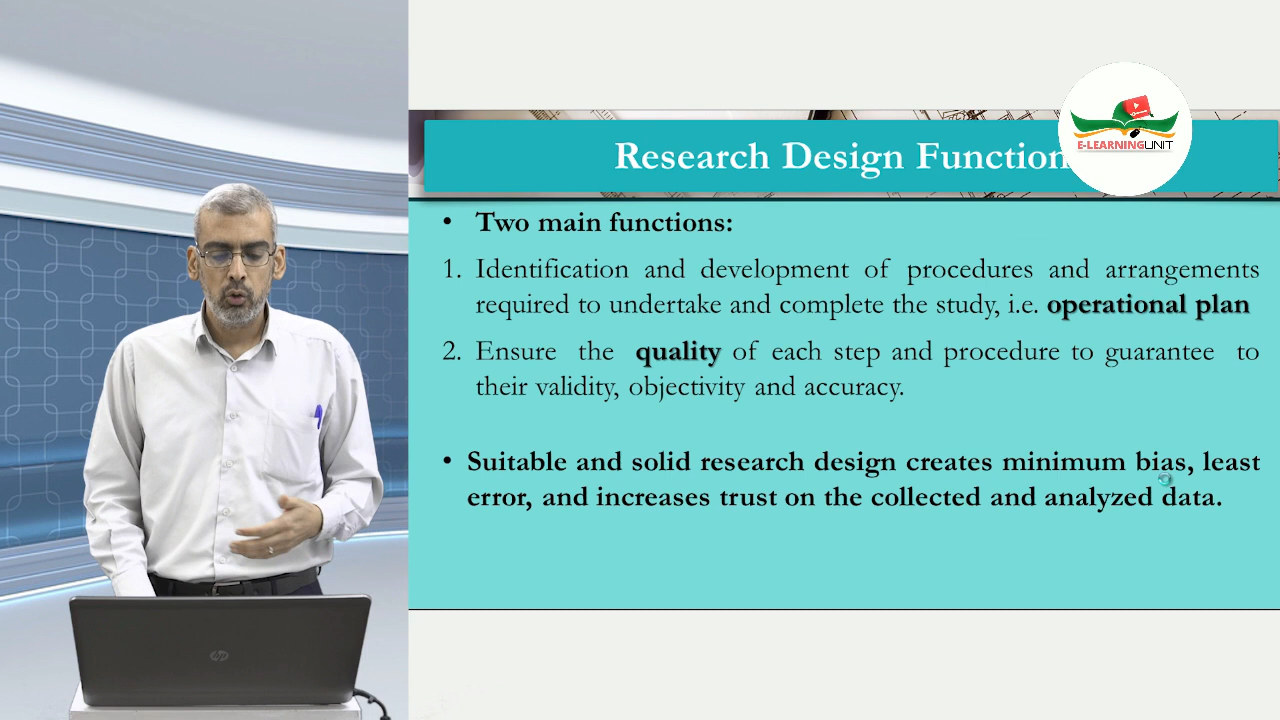 Research Design Function
E-LEARNINGUNIT
• Two main functions:
1. Identification and development of procedures and arrangements
required to undertake and complete the study, i.e. operational plan
2. Ensure the quality of each step and procedure to guarantee to
their validity, objectivity and accuracy.
• Suitable and solid research design creates minimum bias, least
error, and increases trust on the collected and analyzed data.
hp